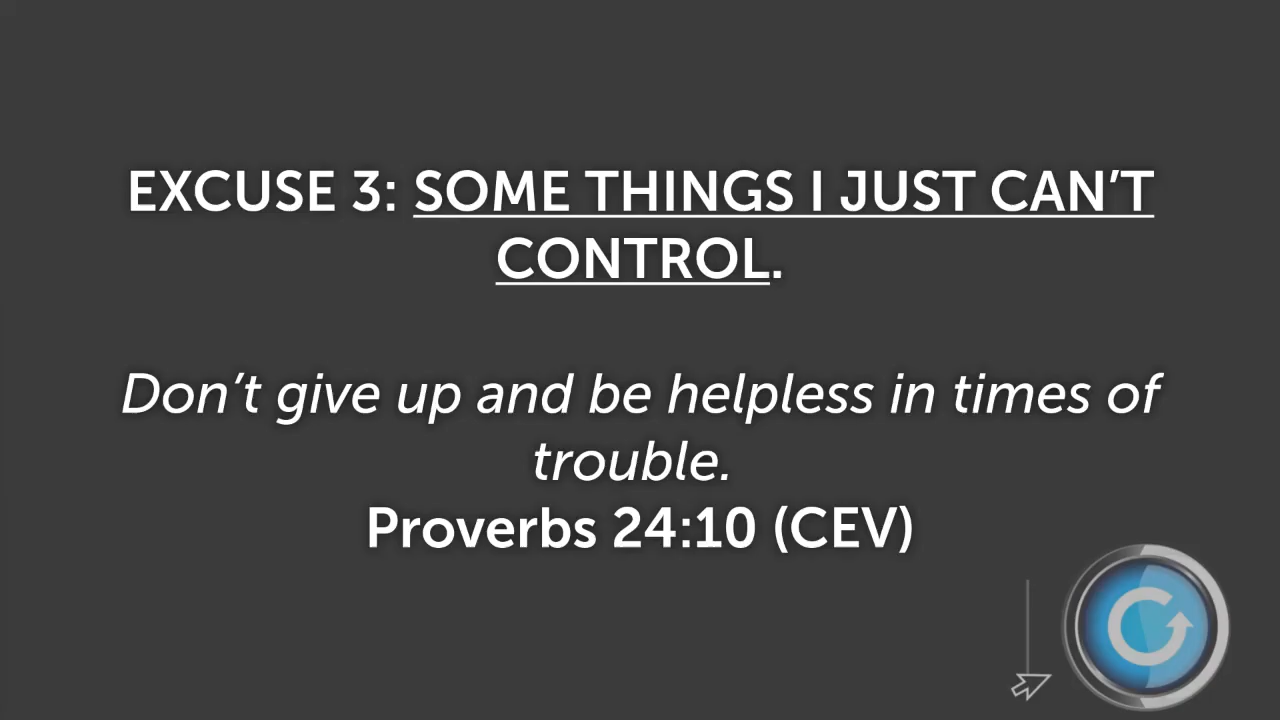 EXCUSE 3: SOME THINGS I JUST CAN’T
CONTROL.
Don’t give up and be helpless in times of
trouble.
Proverbs 24:10 (CEV)